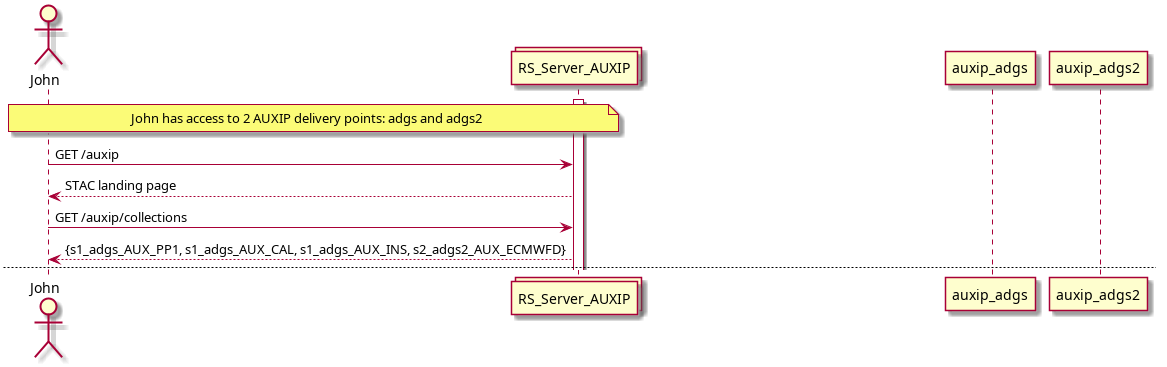 John
RS_Server_AUXIP
auxip_adgs
auxip_adgs2
John has access to 2 AUXIP delivery points: adgs and adgs2
GET /auxip
STAC landing page
GET /auxip/collections
{s1_adgs_AUX_PP1, s1_adgs_AUX_CAL, s1_adgs_AUX_INS, s2_adgs2_AUX_ECMWFD}
John
RS_Server_AUXIP
auxip_adgs
auxip_adgs2